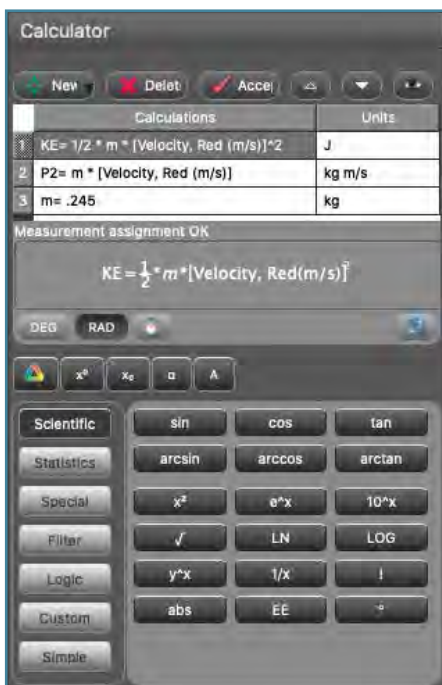 Calculator
New Delet Accep
Calculations Units
1 KE= 1/2 * m * [Velocity, Red (m/s)]^2 J
2 P2= m * [Velocity, Red (m/s)] kg m/s
3 m= .245 kg
Measurement assignment OK
KE=1/2*m*[Velocity, Red(m/s)]²
DEG RAD
Scientific sin cos tan
Statistics arcsin arccos arctan
Special x² e^x 10^x
Filter √ LN LOG
Logic y^x 1/x !
Custom abs EE °
Simple